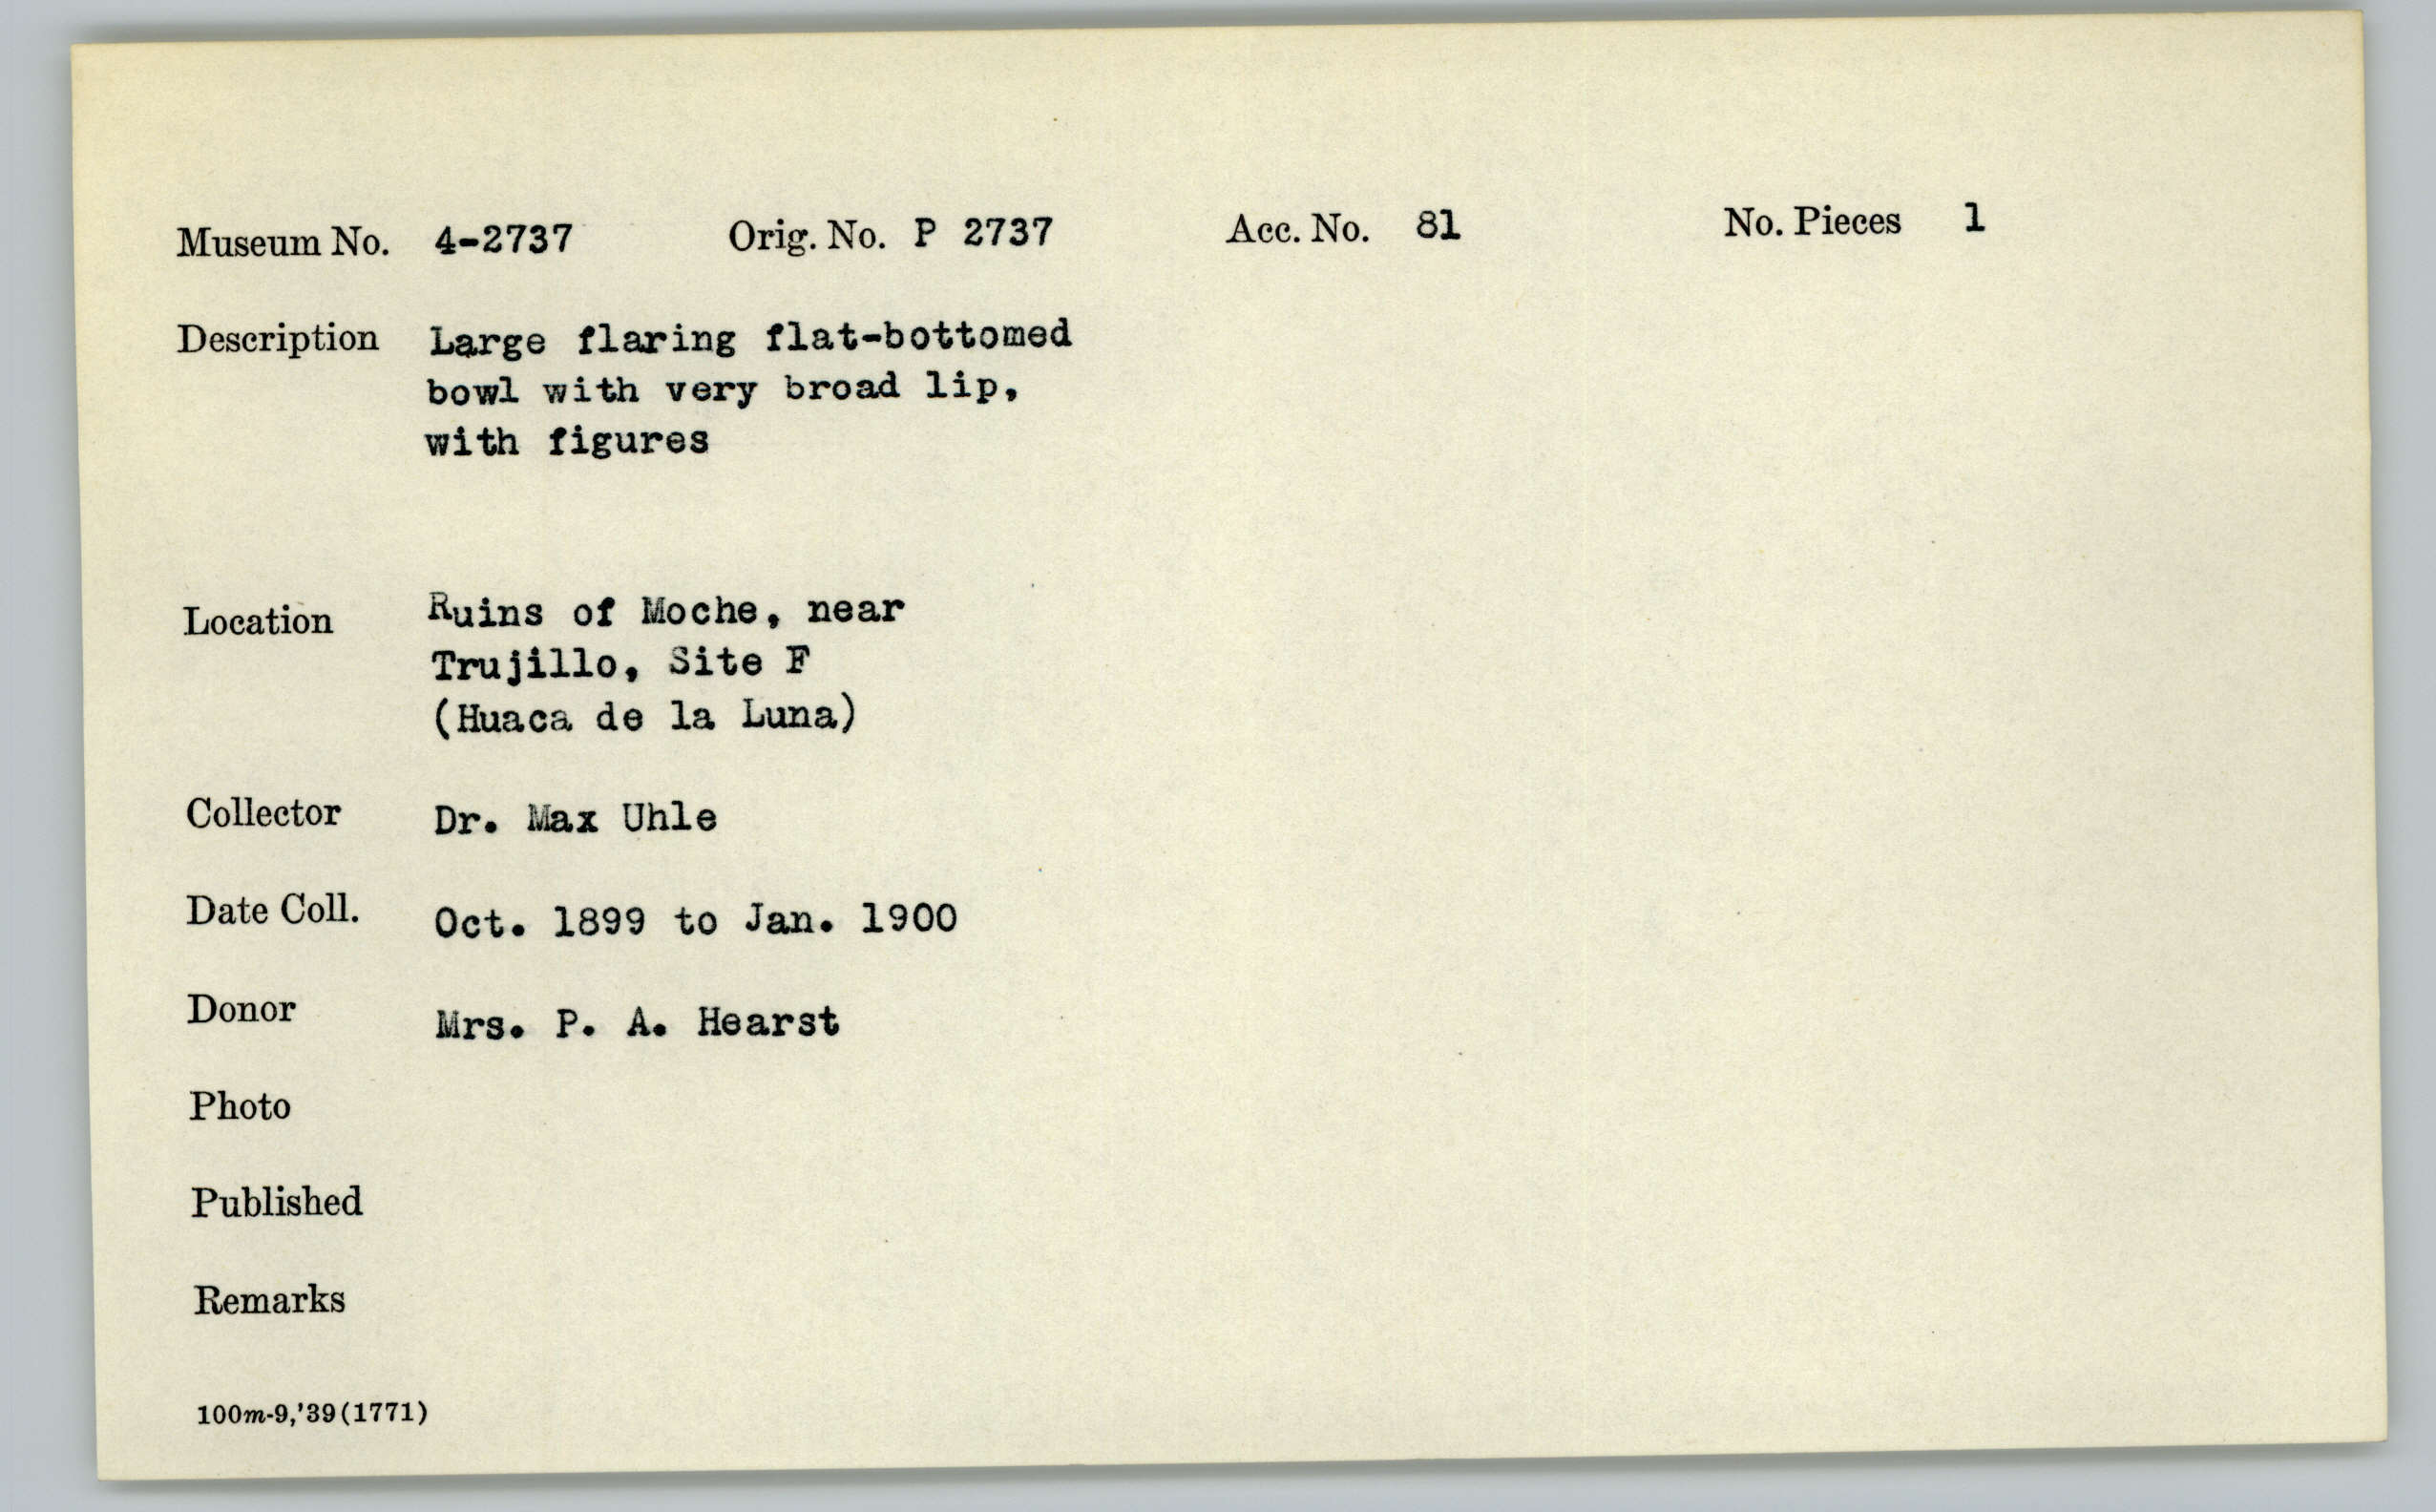 Museum No. 4-2737 Orig. No. P 2737 Acc. No. 81 No. Pieces 1
Description Large flaring flat-bottomed
bowl with very broad lip,
with figures
Location Ruins of Moche, near
Trujillo, Site F
(Huaca de la Luna)
Collector Dr. Max Uhle
Date Coll. Oct. 1899 to Jan. 1900
Donor Mrs. P. A. Hearst
Photo
Published
Remarks
100m-9,'39(1771)